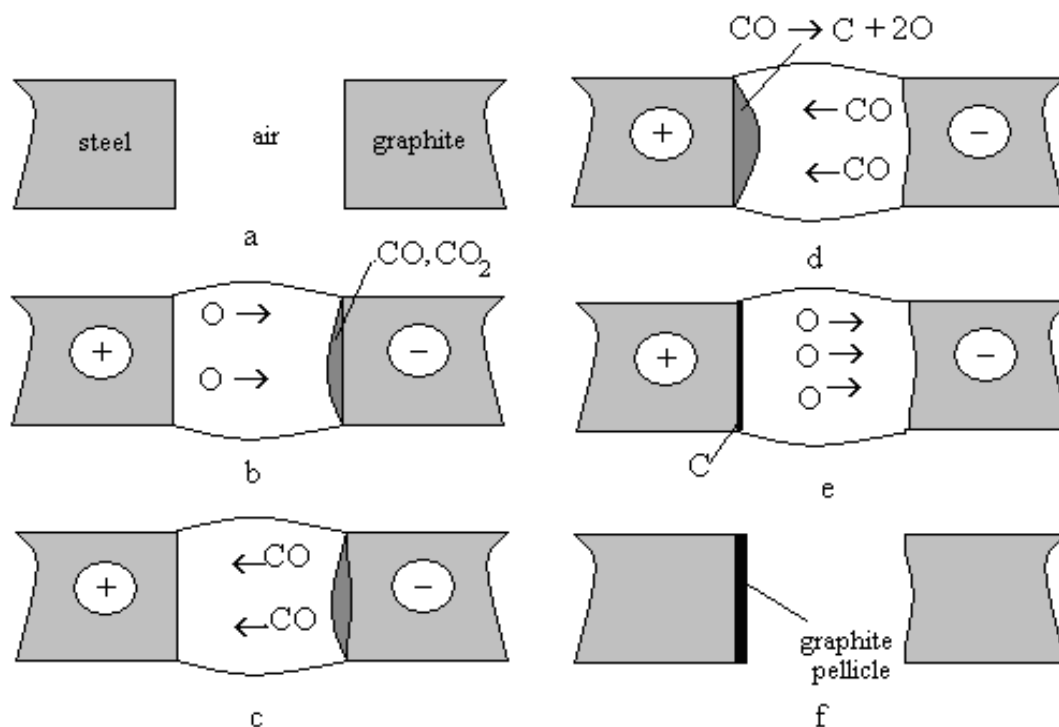 steel
air
graphite
a
CO, CO₂
O →
O →
+
−
b
←CO
←CO
+
−
c
CO → C + 2O
← CO
← CO
+
−
d
O →
O →
O →
+
−
C
e
graphite
pellicle
f